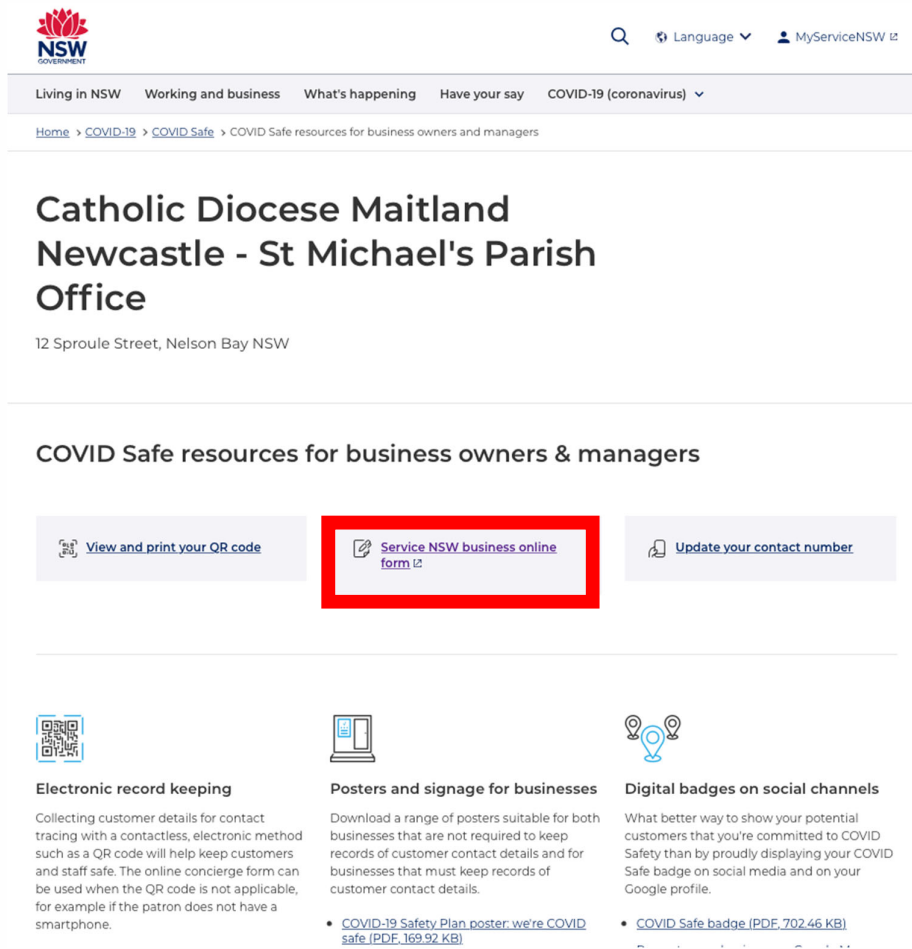 NSW
GOVERNMENT
Language
MyServiceNSW
Living in NSW Working and business What's happening Have your say COVID-19 (coronavirus)
Home > COVID-19 > COVID Safe > COVID Safe resources for business owners and managers
Catholic Diocese Maitland
Newcastle - St Michael's Parish
Office
12 Sproule Street, Nelson Bay NSW
COVID Safe resources for business owners & managers
View and print your QR code
Service NSW business online
form
Update your contact number
Electronic record keeping
Collecting customer details for contact
tracing with a contactless, electronic method
such as a QR code will help keep customers
and staff safe. The online concierge form can
be used when the QR code is not applicable,
for example if the patron does not have a
smartphone.
Posters and signage for businesses
Download a range of posters suitable for both
businesses that are not required to keep
records of customer contact details and for
businesses that must keep records of
customer contact details.
• COVID-19 Safety Plan poster: we're COVID
safe (PDF, 169.92 KB)
Digital badges on social channels
What better way to show your potential
customers that you're committed to COVID
Safety than by proudly displaying your COVID
Safe badge on social media and on your
Google profile.
• COVID Safe badge (PDF, 702.46 KB)